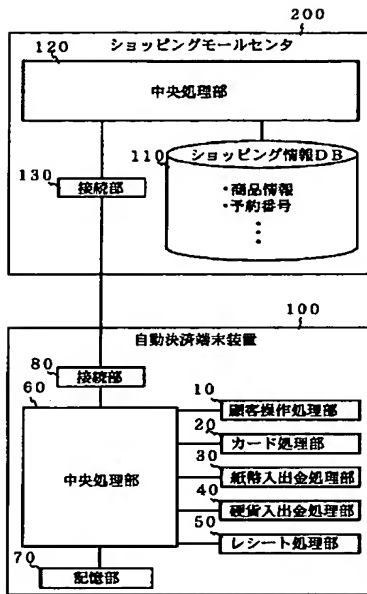 200
ショッピングモールセンタ
120
中央処理部
110
ショッピング情報DB
・商品情報
・予約番号
130
接続部
100
自動決済端末装置
80
接続部
60
中央処理部
10
顧客操作処理部
20
カード処理部
30
紙幣入出金処理部
40
硬貨入出金処理部
50
レシート処理部
70
記憶部